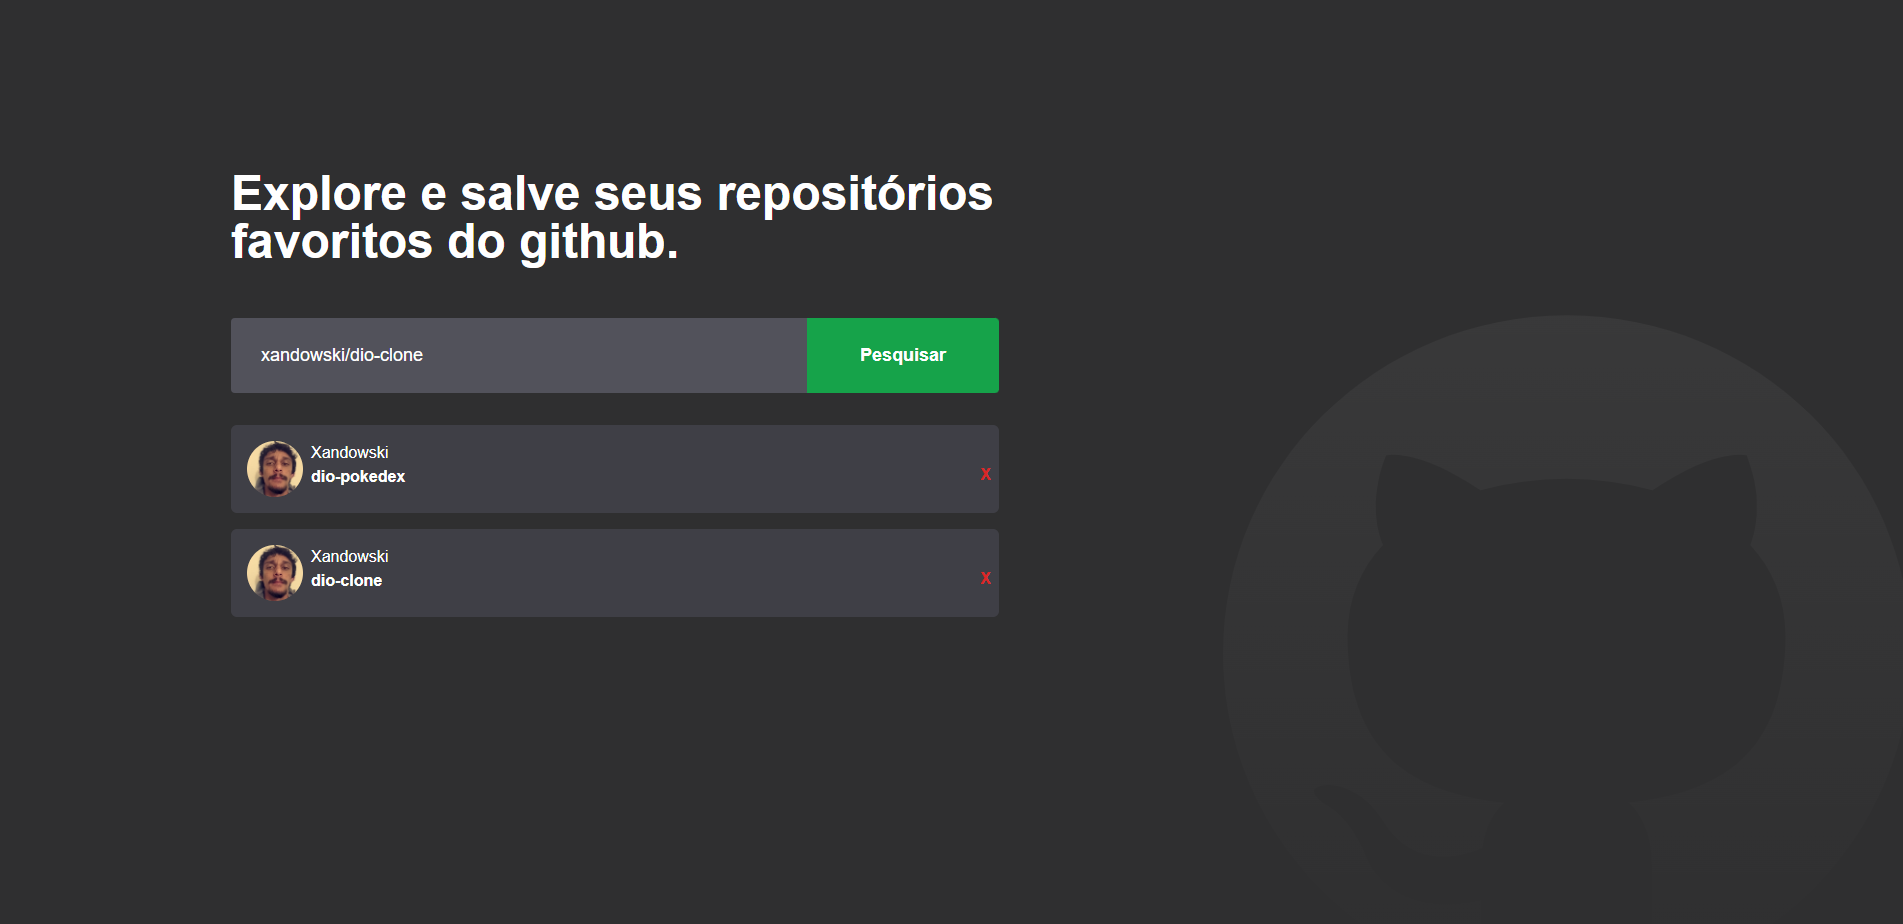 Explore e salve seus repositórios
favoritos do github.
xandowski/dio-clone
Pesquisar
Xandowski
dio-pokedex
X
Xandowski
dio-clone
X